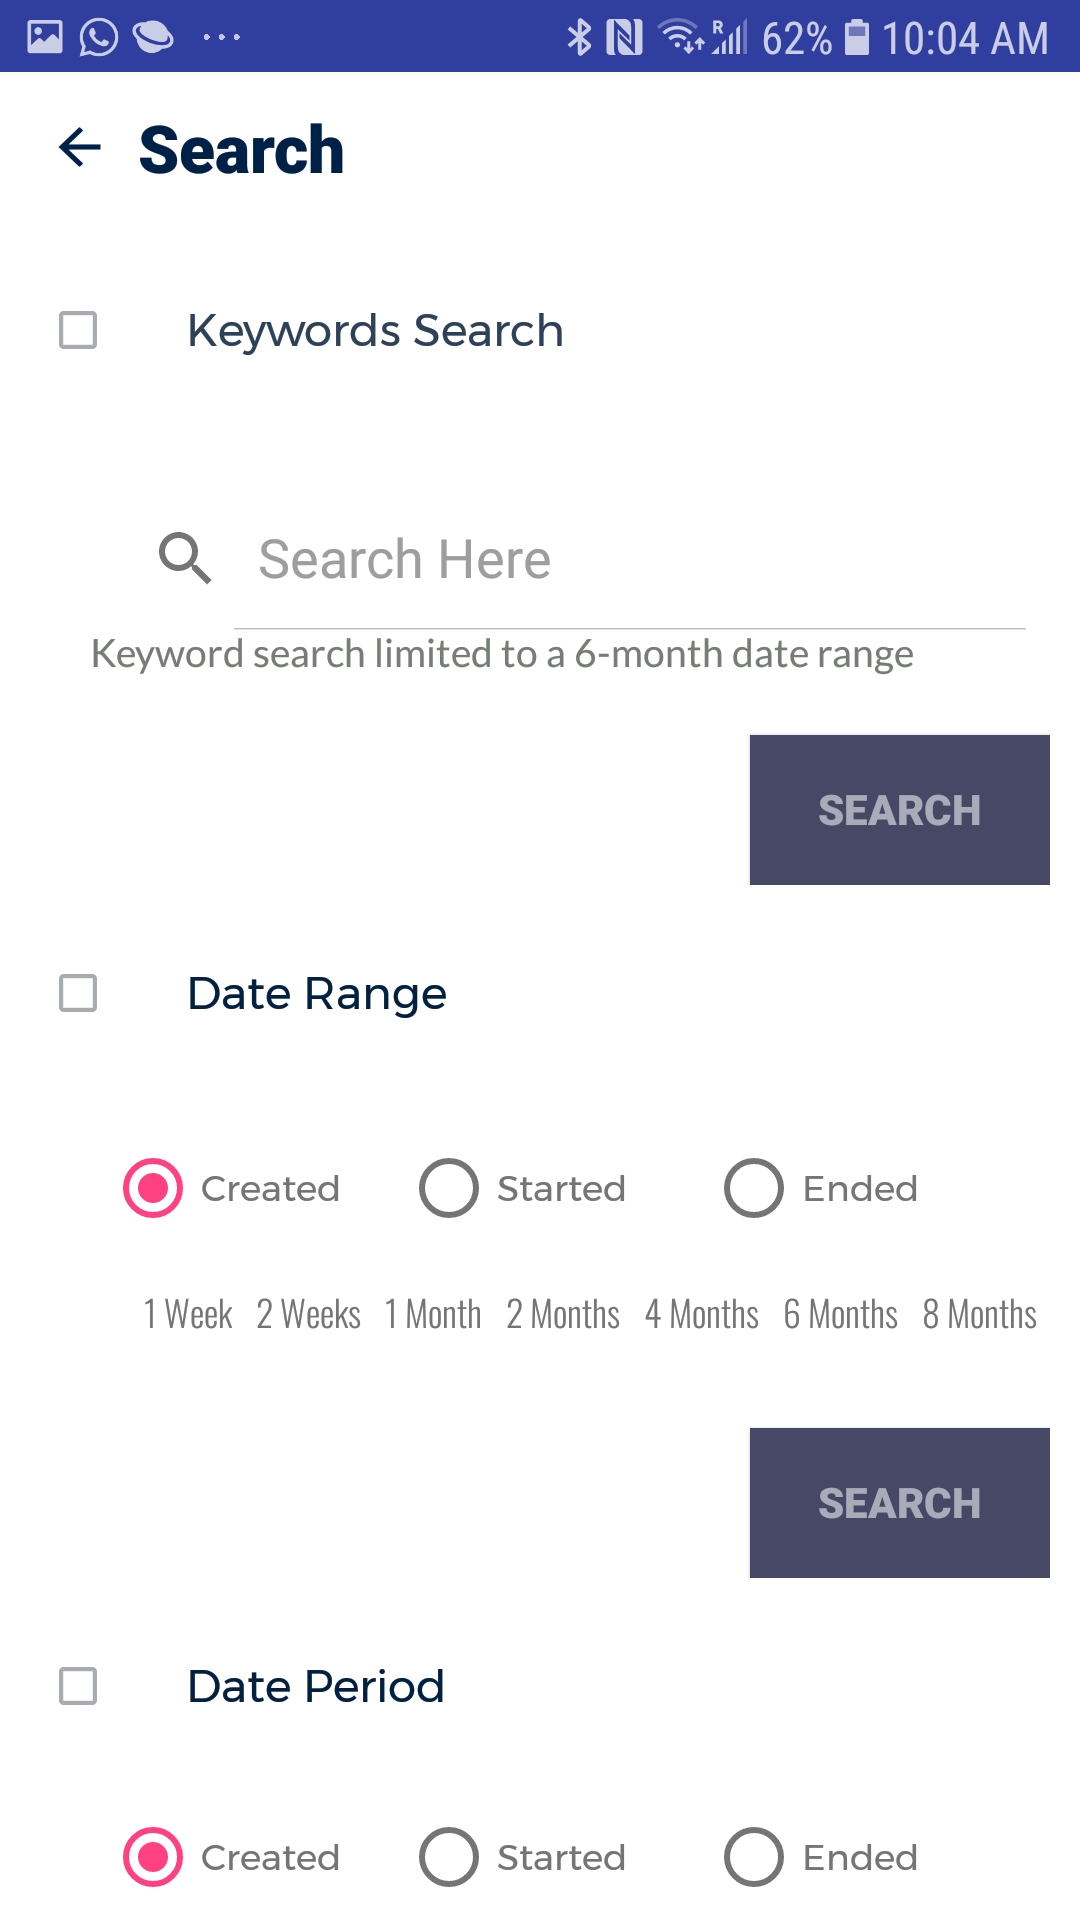 62% 10:04 AM
Search
Keywords Search
Search Here
Keyword search limited to a 6-month date range
SEARCH
Date Range
Created Started Ended
1 Week 2 Weeks 1 Month 2 Months 4 Months 6 Months 8 Months
SEARCH
Date Period
Created Started Ended